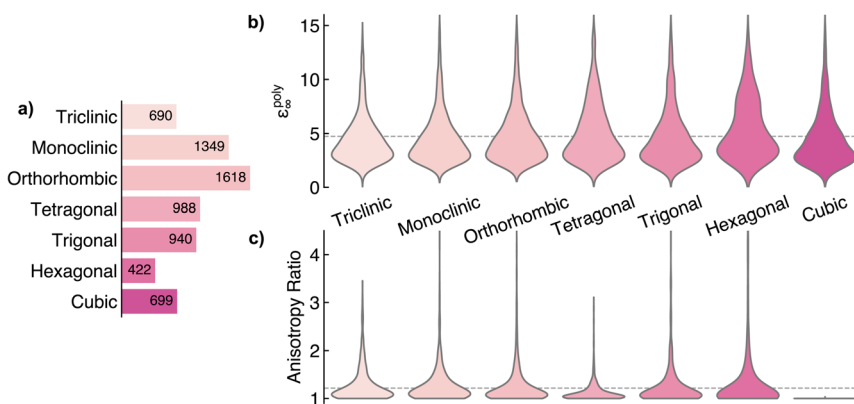 a)
Triclinic 690
Monoclinic 1349
Orthorhombic 1618
Tetragonal 988
Trigonal 940
Hexagonal 422
Cubic 699
b)
ε∞poly
15
10
5
0
Triclinic Monoclinic Orthorhombic Tetragonal Trigonal Hexagonal Cubic
c)
Anisotropy Ratio
4
3
2
1